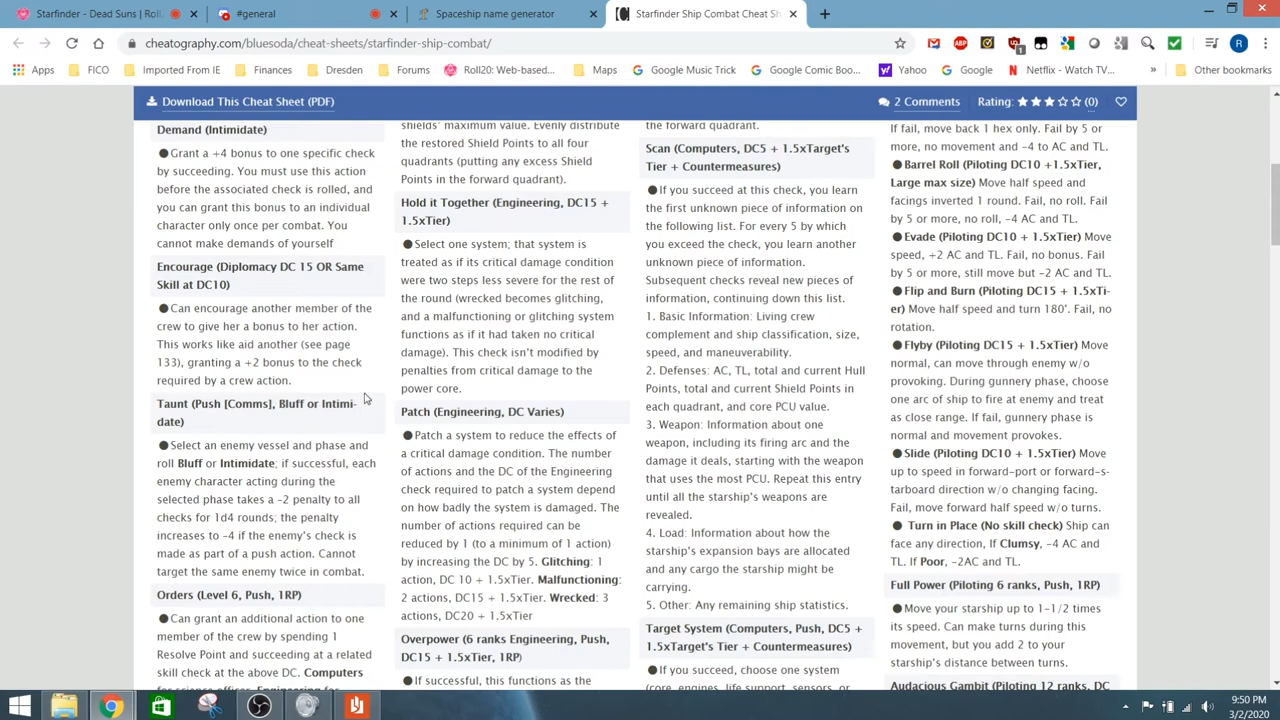 Starfinder - Dead Suns | Roll
#general
Spaceship name generator
Starfinder Ship Combat Cheat Sh
cheatography.com/bluesoda/cheat-sheets/starfinder-ship-combat/
Apps
FICO
Imported From IE
Finances
Dresden
Forums
Roll20: Web-based...
Maps
Google Music Trick
Google Comic Boo...
Yahoo
Google
Netflix - Watch TV...
»
Other bookmarks
Download This Cheat Sheet (PDF)
2 Comments
Rating: ★★★☆☆ (0)
Demand (Intimidate)
●Grant a +4 bonus to one specific check
by succeeding. You must use this action
before the associated check is rolled, and
you can grant this bonus to an individual
character only once per combat. You
cannot make demands of yourself
Encourage (Diplomacy DC 15 OR Same
Skill at DC10)
●Can encourage another member of the
crew to give her a bonus to her action.
This works like aid another (see page
133), granting a +2 bonus to the check
required by a crew action.
Taunt (Push [Comms], Bluff or Intimi-
date)
●Select an enemy vessel and phase and
roll Bluff or Intimidate; if successful, each
enemy character acting during the
selected phase takes a -2 penalty to all
checks for 1d4 rounds; the penalty
increases to -4 if the enemy's check is
made as part of a push action. Cannot
target the same enemy twice in combat.
Orders (Level 6, Push, 1RP)
●Can grant an additional action to one
member of the crew by spending 1
Resolve Point and succeeding at a related
skill check at the above DC. Computers
for science officer, Engineering for
shields' maximum value. Evenly distribute
the restored Shield Points to all four
quadrants (putting any excess Shield
Points in the forward quadrant).
Hold it Together (Engineering, DC15 +
1.5xTier)
●Select one system; that system is
treated as if its critical damage condition
were two steps less severe for the rest of
the round (wrecked becomes glitching,
and a malfunctioning or glitching system
functions as if it had taken no critical
damage). This check isn't modified by
penalties from critical damage to the
power core.
Patch (Engineering, DC Varies)
●Patch a system to reduce the effects of
a critical damage condition. The number
of actions and the DC of the Engineering
check required to patch a system depend
on how badly the system is damaged. The
number of actions required can be
reduced by 1 (to a minimum of 1 action)
by increasing the DC by 5. Glitching: 1
action, DC 10 + 1.5xTier. Malfunctioning:
2 actions, DC15 + 1.5xTier. Wrecked: 3
actions, DC20 + 1.5xTier
Overpower (6 ranks Engineering, Push,
DC15 + 1.5xTier, 1RP)
●If successful, this functions as the
the forward quadrant.
Scan (Computers, DC5 + 1.5xTarget's
Tier + Countermeasures)
●If you succeed at this check, you learn
the first unknown piece of information on
the following list. For every 5 by which
you exceed the check, you learn another
unknown piece of information.
Subsequent checks reveal new pieces of
information, continuing down this list.
1. Basic Information: Living crew
complement and ship classification, size,
speed, and maneuverability.
2. Defenses: AC, TL, total and current Hull
Points, total and current Shield Points in
each quadrant, and core PCU value.
3. Weapon: Information about one
weapon, including its firing arc and the
damage it deals, starting with the weapon
that uses the most PCU. Repeat this entry
until all the starship's weapons are
revealed.
4. Load: Information about how the
starship's expansion bays are allocated
and any cargo the starship might be
carrying.
5. Other: Any remaining ship statistics.
Target System (Computers, Push, DC5 +
1.5xTarget's Tier + Countermeasures)
●If you succeed, choose one system
(core, engines, life support, sensors, or
If fail, move back 1 hex only. Fail by 5 or
more, no movement and -4 to AC and TL.
●Barrel Roll (Piloting DC10 +1.5xTier,
Large max size) Move half speed and
facings inverted 1 round. Fail, no roll. Fail
by 5 or more, no roll, -4 AC and TL.
●Evade (Piloting DC10 + 1.5xTier) Move
speed, +2 AC and TL. Fail, no bonus. Fail
by 5 or more, still move but -2 AC and TL.
●Flip and Burn (Piloting DC15 + 1.5xTi-
er) Move half speed and turn 180°. Fail, no
rotation.
●Flyby (Piloting DC15 + 1.5xTier) Move
normal, can move through enemy w/o
provoking. During gunnery phase, choose
one arc of ship to fire at enemy and treat
as close range. If fail, gunnery phase is
normal and movement provokes.
●Slide (Piloting DC10 + 1.5xTier) Move
up to speed in forward-port or forward-s-
tarboard direction w/o changing facing.
Fail, move forward half speed w/o turns.
● Turn in Place (No skill check) Ship can
face any direction, If Clumsy, -4 AC and
TL. If Poor, -2AC and TL.
Full Power (Piloting 6 ranks, Push, 1RP)
●Move your starship up to 1-1/2 times
its speed. Can make turns during this
movement, but you add 2 to your
starship's distance between turns.
Audacious Gambit (Piloting 12 ranks, DC
9:50 PM
3/2/2020